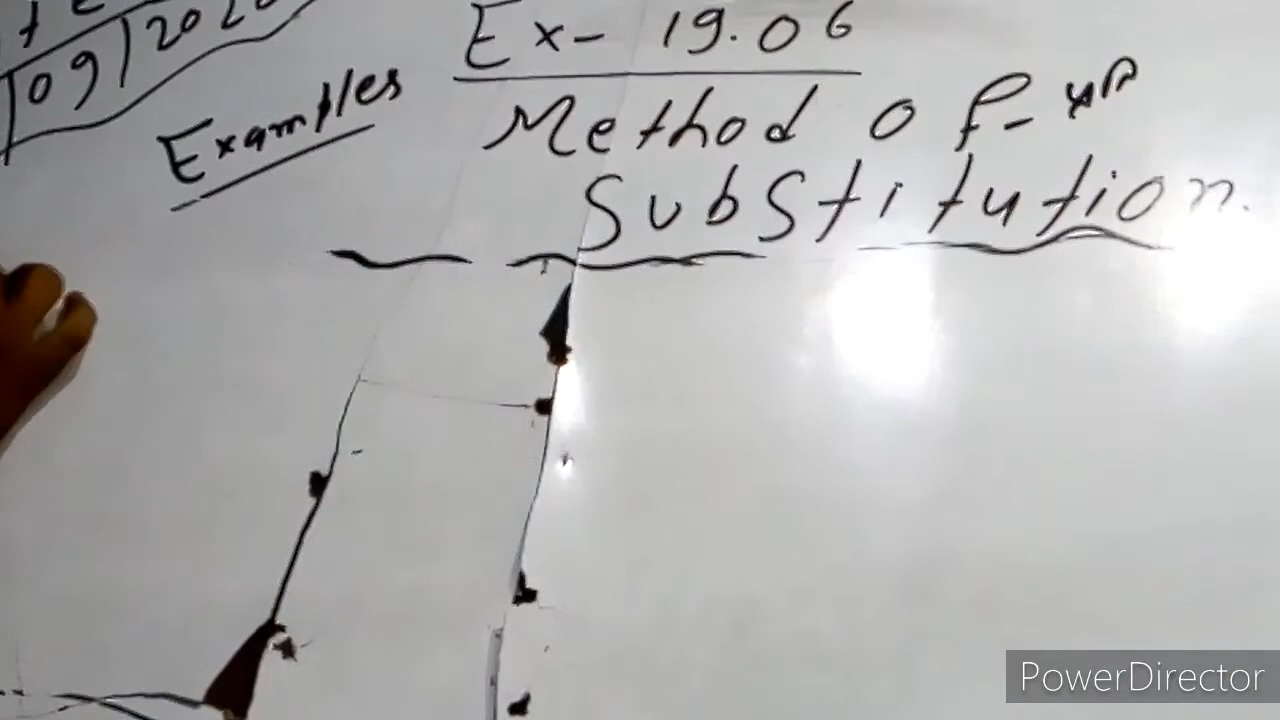 09/202
Examples
Ex- 19.06
Method of-
Substitution.
PowerDirector